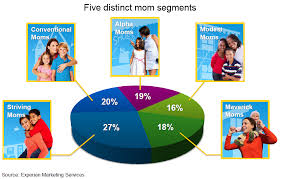 Five distinct mom segments
Conventional
Moms
Alpha
Moms
Modern
Moms
Striving
Moms
Maverick
Moms
20%
19%
16%
27%
18%
Source: Experian Marketing Services